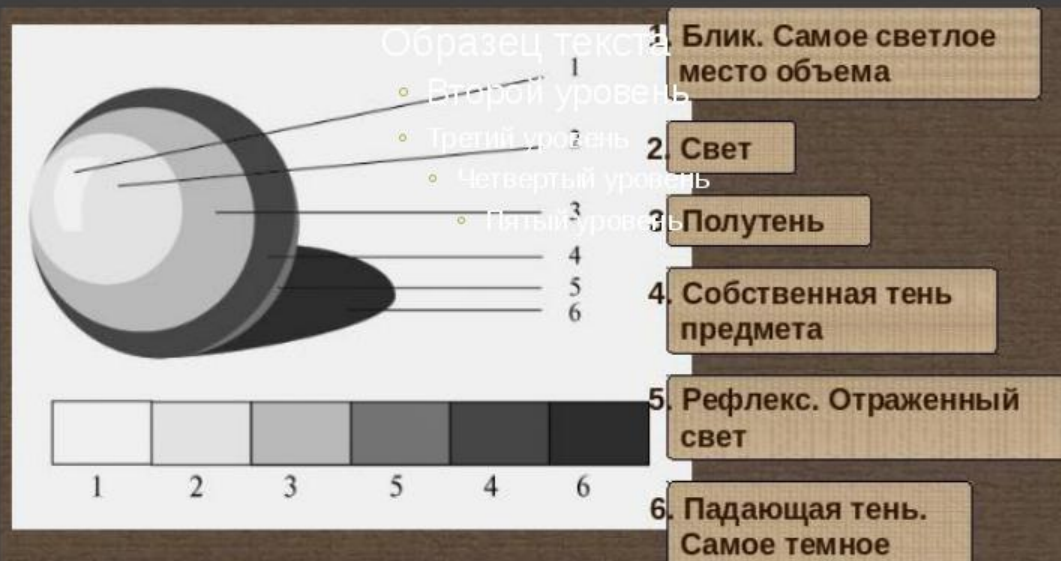 Образец текста
Второй уровень
Третий уровень
Четвертый уровень
Пятый уровень
1
2
3
4
5
6
1 2 3 5 4 6
1. Блик. Самое светлое
место объема
2. Свет
3. Полутень
4. Собственная тень
предмета
5. Рефлекс. Отраженный
свет
6. Падающая тень.
Самое темное